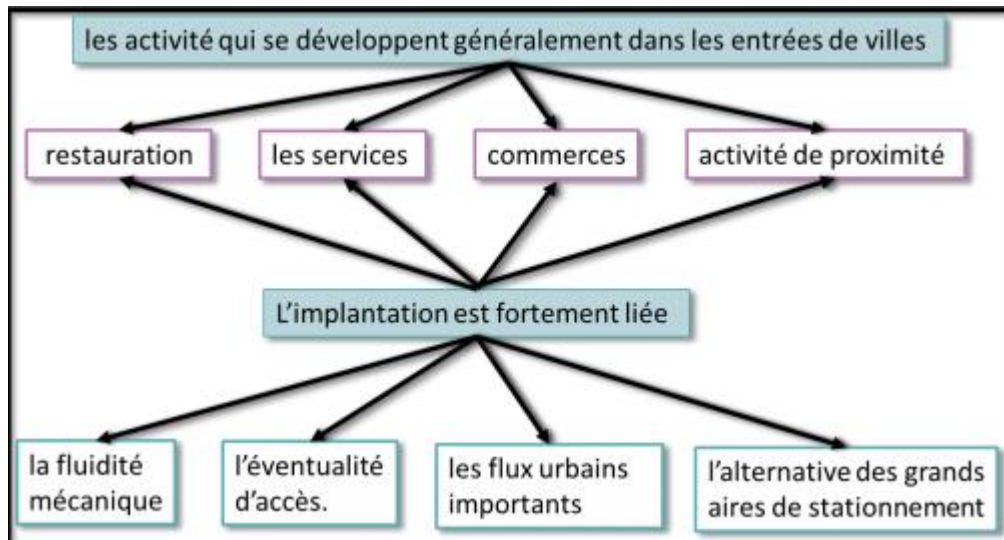 les activité qui se développent généralement dans les entrées de villes
restauration
les services
commerces
activité de proximité
L'implantation est fortement liée
la fluidité
mécanique
l'éventualité
d'accès.
les flux urbains
importants
l'alternative des grands
aires de stationnement